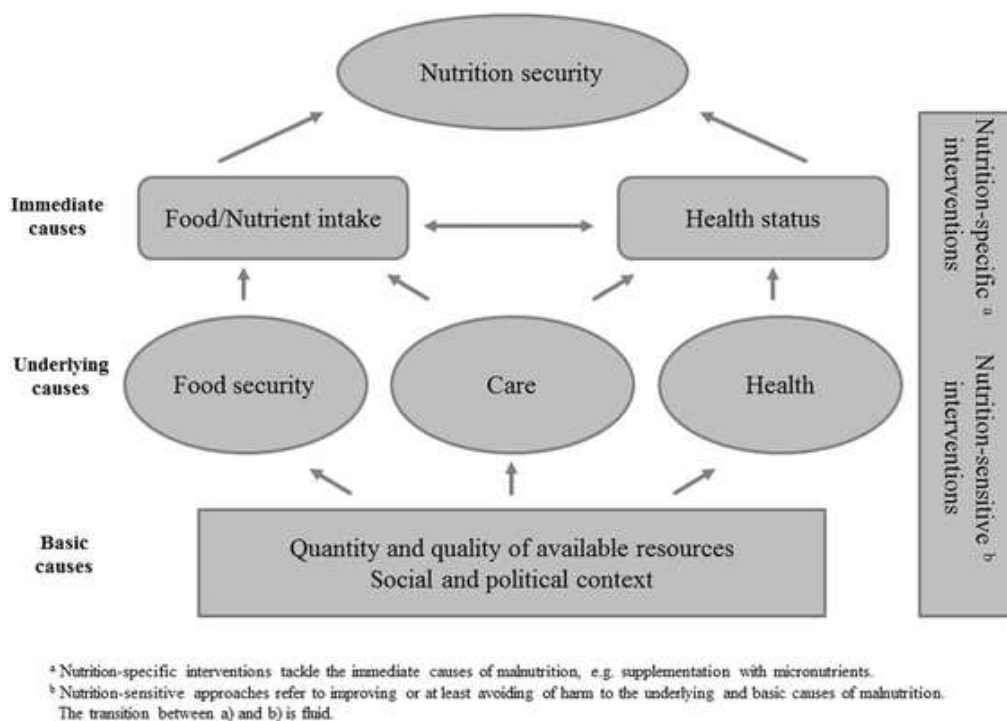 Nutrition security
Immediate
causes
Food/Nutrient intake
Health status
Nutrition-specific a
interventions
Underlying
causes
Food security
Care
Health
Nutrition-sensitive b
interventions
Basic
causes
Quantity and quality of available resources
Social and political context
a Nutrition-specific interventions tackle the immediate causes of malnutrition, e.g. supplementation with micronutrients.
b Nutrition-sensitive approaches refer to improving or at least avoiding of harm to the underlying and basic causes of malnutrition.
The transition between a) and b) is fluid.